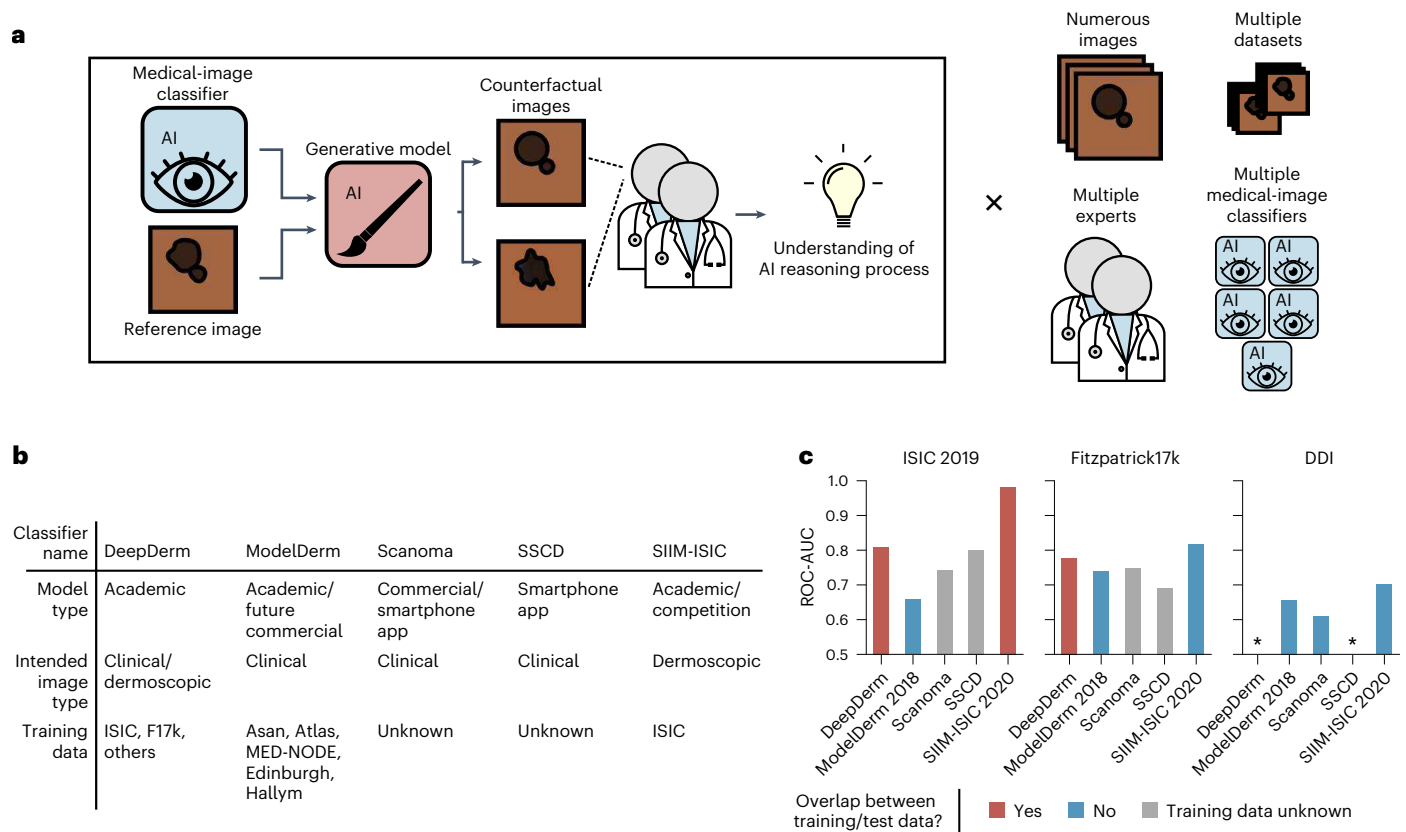 a
Medical-image
classifier
AI
Reference image
Generative model
AI
Counterfactual
images
Understanding of
AI reasoning process
×
Numerous
images
Multiple
datasets
Multiple
experts
Multiple
medical-image
classifiers
AI
AI
AI
AI
AI
b
Classifier
name
DeepDerm
ModelDerm
Scanoma
SSCD
SIIM-ISIC
Model
type
Academic
Academic/
future
commercial
Commercial/
smartphone
app
Smartphone
app
Academic/
competition
Intended
image
type
Clinical/
dermoscopic
Clinical
Clinical
Clinical
Dermoscopic
Training
data
ISIC, F17k,
others
Asan, Atlas,
MED-NODE,
Edinburgh,
Hallym
Unknown
Unknown
ISIC
c
ISIC 2019
Fitzpatrick17k
DDI
ROC-AUC
1.0
0.9
0.8
0.7
0.6
0.5
*
*
DeepDerm
ModelDerm 2018
Scanoma
SSCD
SIIM-ISIC 2020
DeepDerm
ModelDerm 2018
Scanoma
SSCD
SIIM-ISIC 2020
DeepDerm
ModelDerm 2018
Scanoma
SSCD
SIIM-ISIC 2020
Overlap between
training/test data?
Yes
No
Training data unknown